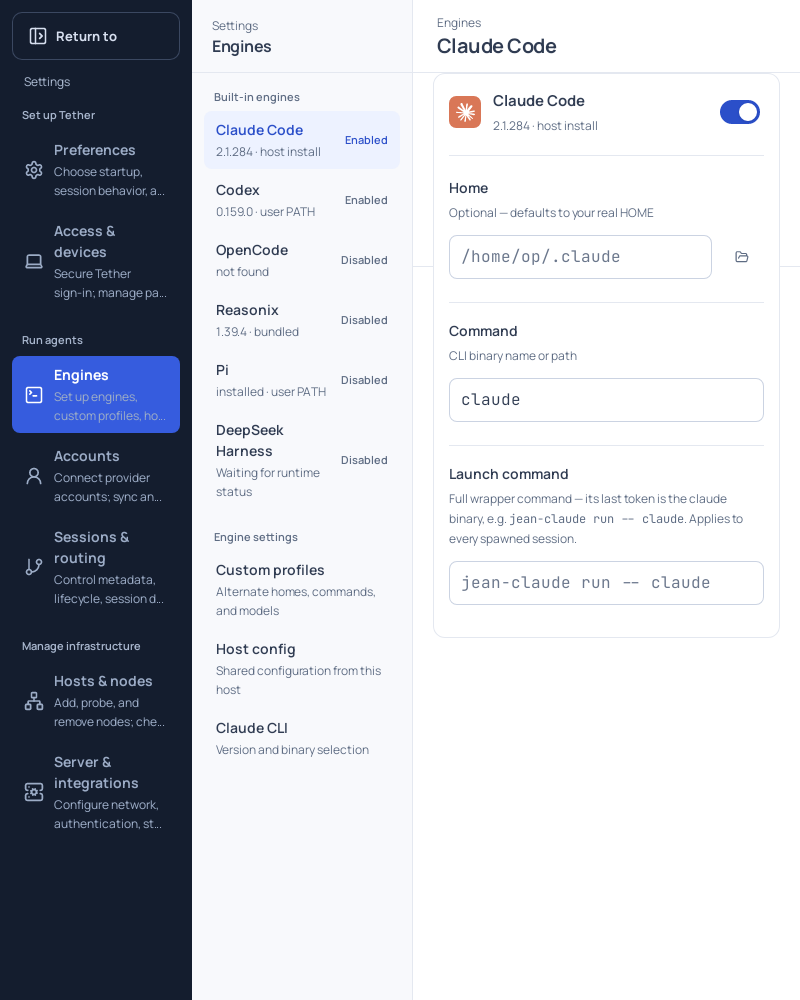 Return to
Settings
Set up Tether
Preferences
Choose startup,
session behavior, a...
Access &
devices
Secure Tether
sign-in; manage pa...
Run agents
Engines
Set up engines,
custom profiles, ho...
Accounts
Connect provider
accounts; sync an...
Sessions &
routing
Control metadata,
lifecycle, session d...
Manage infrastructure
Hosts & nodes
Add, probe, and
remove nodes; che...
Server &
integrations
Configure network,
authentication, st...
Settings
Engines
Built-in engines
Claude Code
2.1.284 · host install
Enabled
Codex
0.159.0 · user PATH
Enabled
OpenCode
not found
Disabled
Reasonix
1.39.4 · bundled
Disabled
Pi
installed · user PATH
Disabled
DeepSeek
Harness
Waiting for runtime
status
Disabled
Engine settings
Custom profiles
Alternate homes, commands,
and models
Host config
Shared configuration from this
host
Claude CLI
Version and binary selection
Engines
Claude Code
Claude Code
2.1.284 · host install
Home
Optional — defaults to your real HOME
/home/op/.claude
Command
CLI binary name or path
claude
Launch command
Full wrapper command — its last token is the claude
binary, e.g. jean-claude run -- claude. Applies to
every spawned session.
jean-claude run -- claude